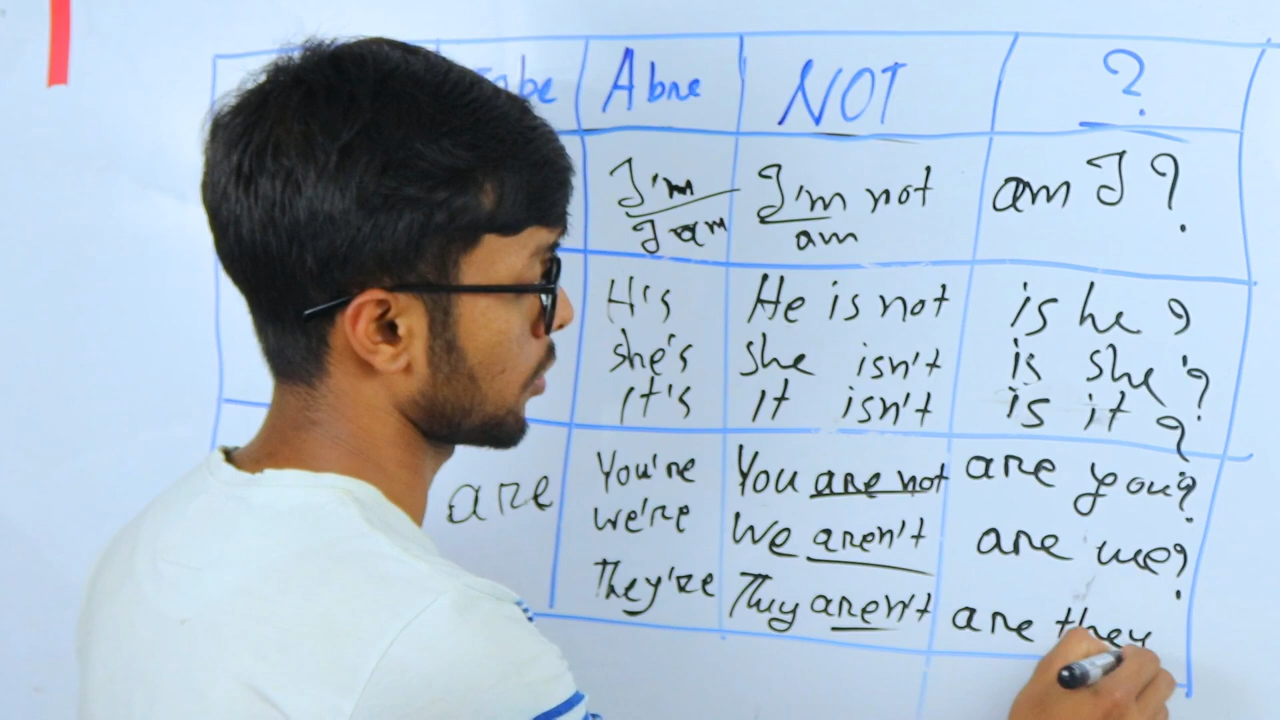 be Abre NOT ?
I'm I'm not am I?
I am am
He's He is not is he?
she's She isn't is she?
it's It isn't is it?
are You're You are not are you?
we're We aren't are we?
They're They aren't are they